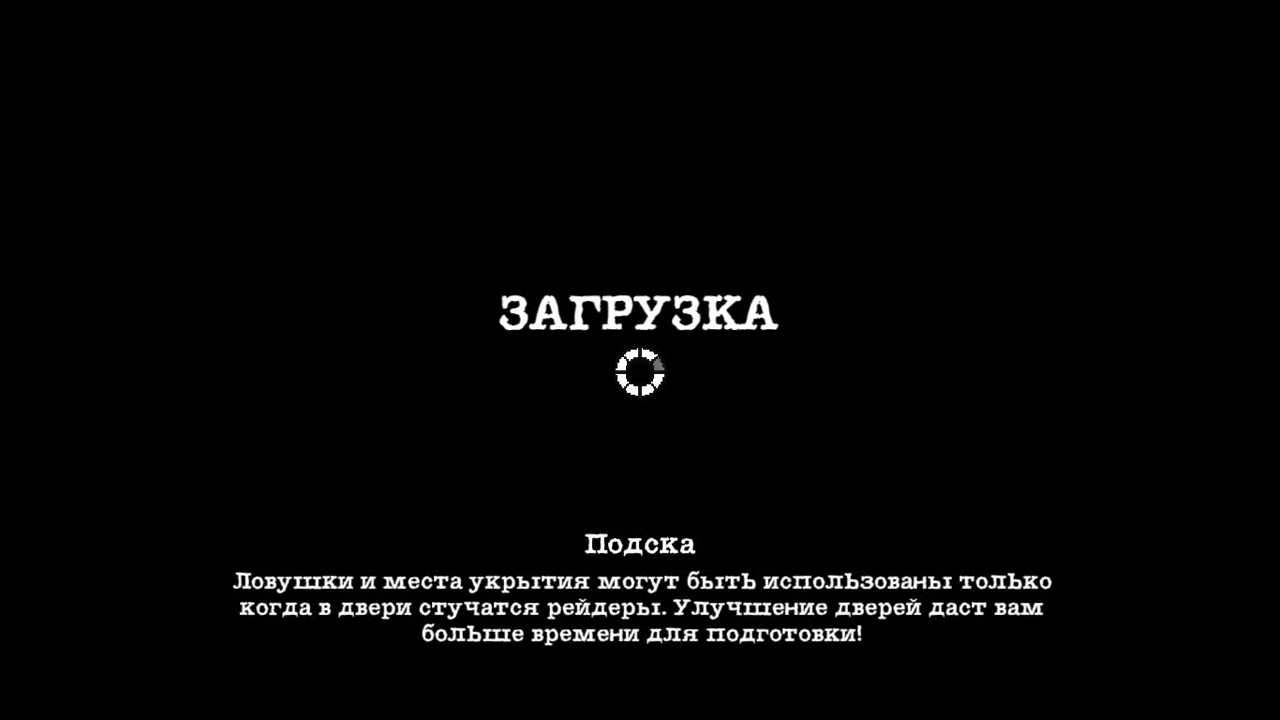 ЗАГРУЗКА
Подска
Ловушки и места укрытия могут быть использованы только
когда в двери стучатся рейдеры. Улучшение дверей даст вам
больше времени для подготовки!